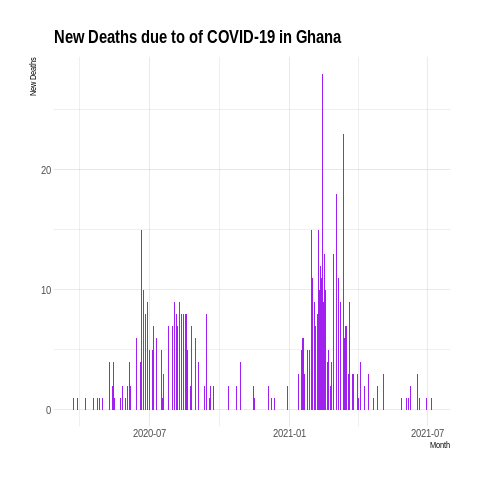 New Deaths due to of COVID-19 in Ghana
New Deaths
20
10
0
2020-07
2021-01
2021-07
Month